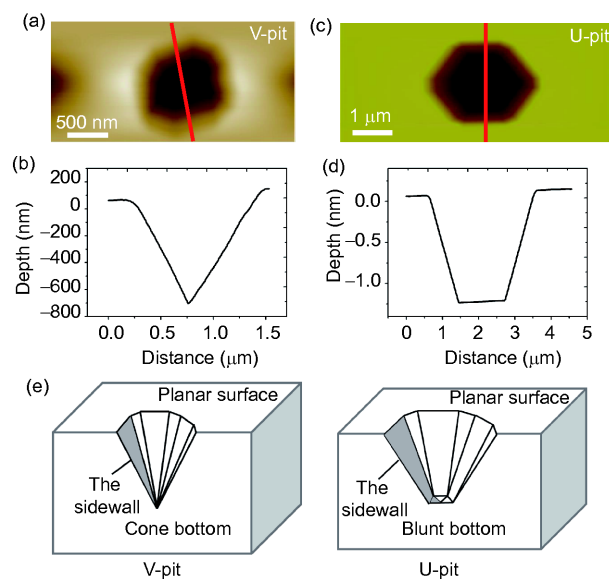 (a)
V-pit
500 nm
(c)
U-pit
1 μm
(b)
200
0
−200
−400
−600
−800
Depth (nm)
0.0
0.5
1.0
1.5
Distance (μm)
(d)
0.0
−0.5
−1.0
Depth (nm)
0
1
2
3
4
5
Distance (μm)
(e)
Planar surface
The
sidewall
Cone bottom
V-pit
Planar surface
The
sidewall
Blunt bottom
U-pit